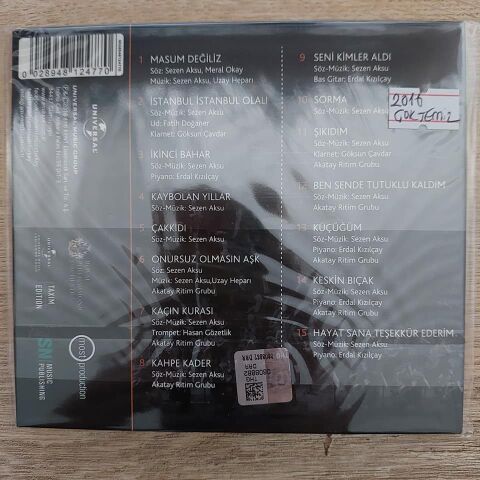 1 MASUM DEĞİLİZ
Söz: Sezen Aksu, Meral Okay
Müzik: Sezen Aksu, Uzay Heparı
2 İSTANBUL İSTANBUL OLALI
Söz-Müzik: Sezen Aksu
Ud: Fatih Doğaner
Klarnet: Göksun Çavdar
3 İKİNCİ BAHAR
Söz-Müzik: Sezen Aksu
Piyano: Erdal Kızılçay
4 KAYBOLAN YILLAR
Söz-Müzik: Sezen Aksu
5 ÇAKKIDI
Söz-Müzik: Sezen Aksu
6 ONURSUZ OLMASIN AŞK
Söz: Sezen Aksu
Müzik: Sezen Aksu,Uzay Heparı
Akatay Ritim Grubu
7 KAÇIN KURASI
Söz-Müzik: Sezen Aksu
Trompet: Hasan Gözetlik
Akatay Ritim Grubu
8 KAHPE KADER
Söz-Müzik: Sezen Aksu
Akatay Ritim Grubu
9 SENİ KİMLER ALDI
Söz-Müzik: Sezen Aksu
Bas Gitar: Erdal Kızılçay
10 SORMA
Söz-Müzik: Sezen Aksu
11 ŞIKIDIM
Söz-Müzik: Sezen Aksu
Klarnet: Göksun Çavdar
Akatay Ritim Grubu
12 BEN SENDE TUTUKLU KALDIM
Söz-Müzik: Sezen Aksu
Akatay Ritim Grubu
13 KÜÇÜĞÜM
Söz-Müzik: Sezen Aksu
Piyano: Erdal Kızılçay
Akatay Ritim Grubu
14 KESKİN BIÇAK
Söz-Müzik: Sezen Aksu
Piyano: Erdal Kızılçay
Akatay Ritim Grubu
15 HAYAT SANA TEŞEKKÜR EDERİM
Söz-Müzik: Sezen Aksu
Piyano: Erdal Kızılçay
2016
ÇOK TEMİZ
0 028948 124770
UNIVERSAL
UNIVERSAL MUSIC GROUP
TAXIM
EDITION
SN MUSIC
PUBLISHING
most production